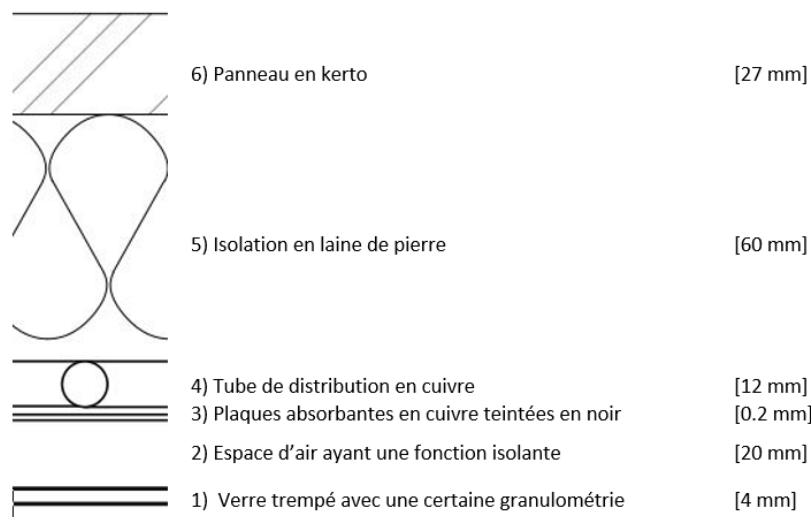 6) Panneau en kerto [27 mm]
5) Isolation en laine de pierre [60 mm]
4) Tube de distribution en cuivre [12 mm]
3) Plaques absorbantes en cuivre teintées en noir [0.2 mm]
2) Espace d'air ayant une fonction isolante [20 mm]
1) Verre trempé avec une certaine granulométrie [4 mm]